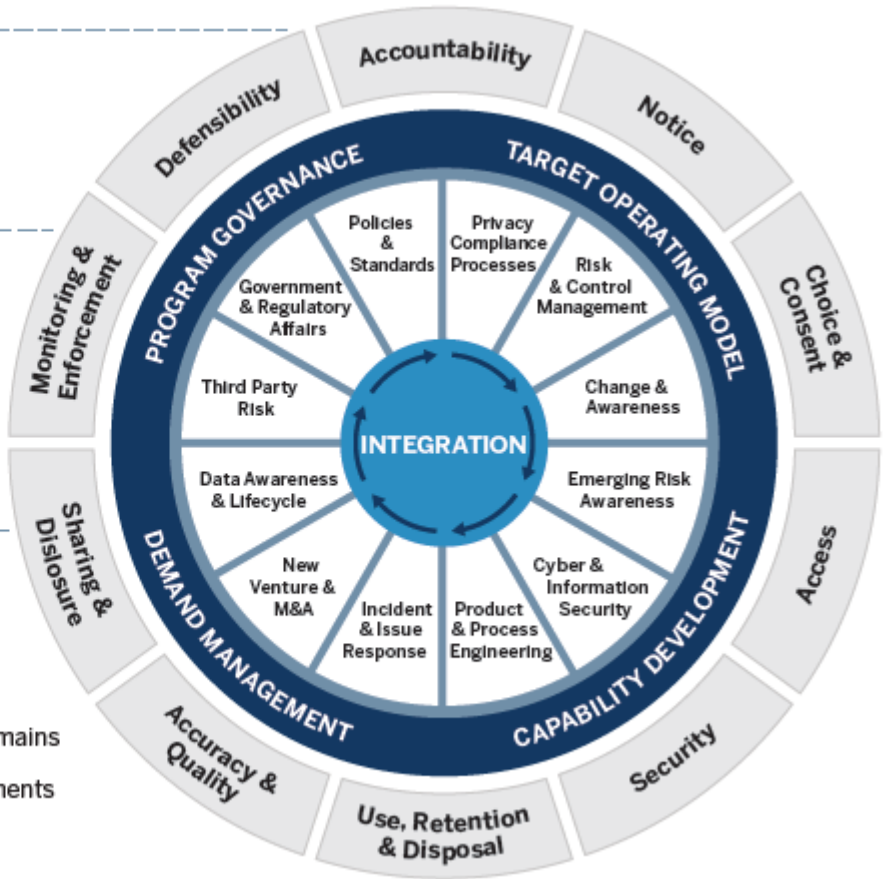 Accountability
Notice
Choice &
Consent
Access
Security
Use, Retention
& Disposal
Accuracy &
Quality
Sharing &
Dislosure
Monitoring &
Enforcement
Defensibility
PROGRAM GOVERNANCE
TARGET OPERATING MODEL
CAPABILITY DEVELOPMENT
DEMAND MANAGEMENT
Policies
&
Standards
Privacy
Compliance
Processes
Risk
& Control
Management
Change &
Awareness
Emerging Risk
Awareness
Cyber &
Information
Security
Product
& Process
Engineering
Incident
& Issue
Response
New
Venture &
M&A
Data Awareness
& Lifecycle
Third Party
Risk
Government
& Regulatory
Affairs
INTEGRATION
mains
nents